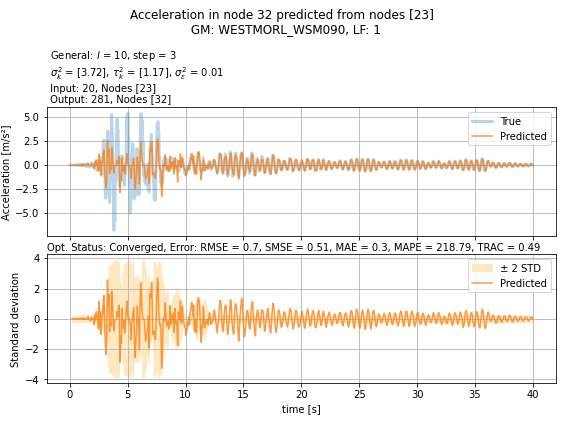 Acceleration in node 32 predicted from nodes [23]
GM: WESTMORL_WSM090, LF: 1
General: l = 10, step = 3
σ²ₖ = [3.72], τ²ₖ = [1.17], σ²ε = 0.01
Input: 20, Nodes [23]
Output: 281, Nodes [32]
Acceleration [m/s²]
5.0
2.5
0.0
−2.5
−5.0
True
Predicted
Opt. Status: Converged, Error: RMSE = 0.7, SMSE = 0.51, MAE = 0.3, MAPE = 218.79, TRAC = 0.49
Standard deviation
4
2
0
−2
−4
± 2 STD
Predicted
0 5 10 15 20 25 30 35 40
time [s]